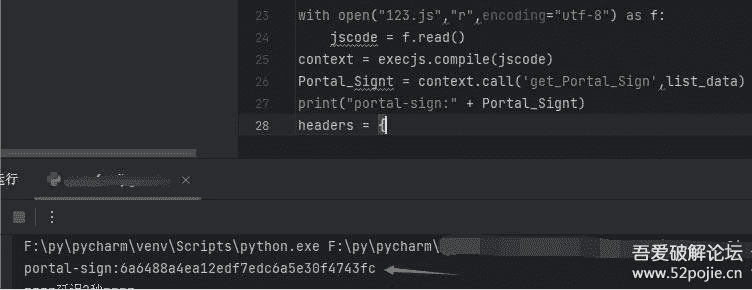 23 with open("123.js","r",encoding="utf-8") as f:
24 jscode = f.read()
25 context = execjs.compile(jscode)
26 Portal_Signt = context.call('get_Portal_Sign',list_data)
27 print("portal-sign:" + Portal_Signt)
28 headers = {
运行
F:\py\pycharm\venv\Scripts\python.exe F:\py\pycharm\
portal-sign:6a6488a4ea12edf7edc6a5e30f4743fc
吾爱破解论坛
www.52pojie.cn